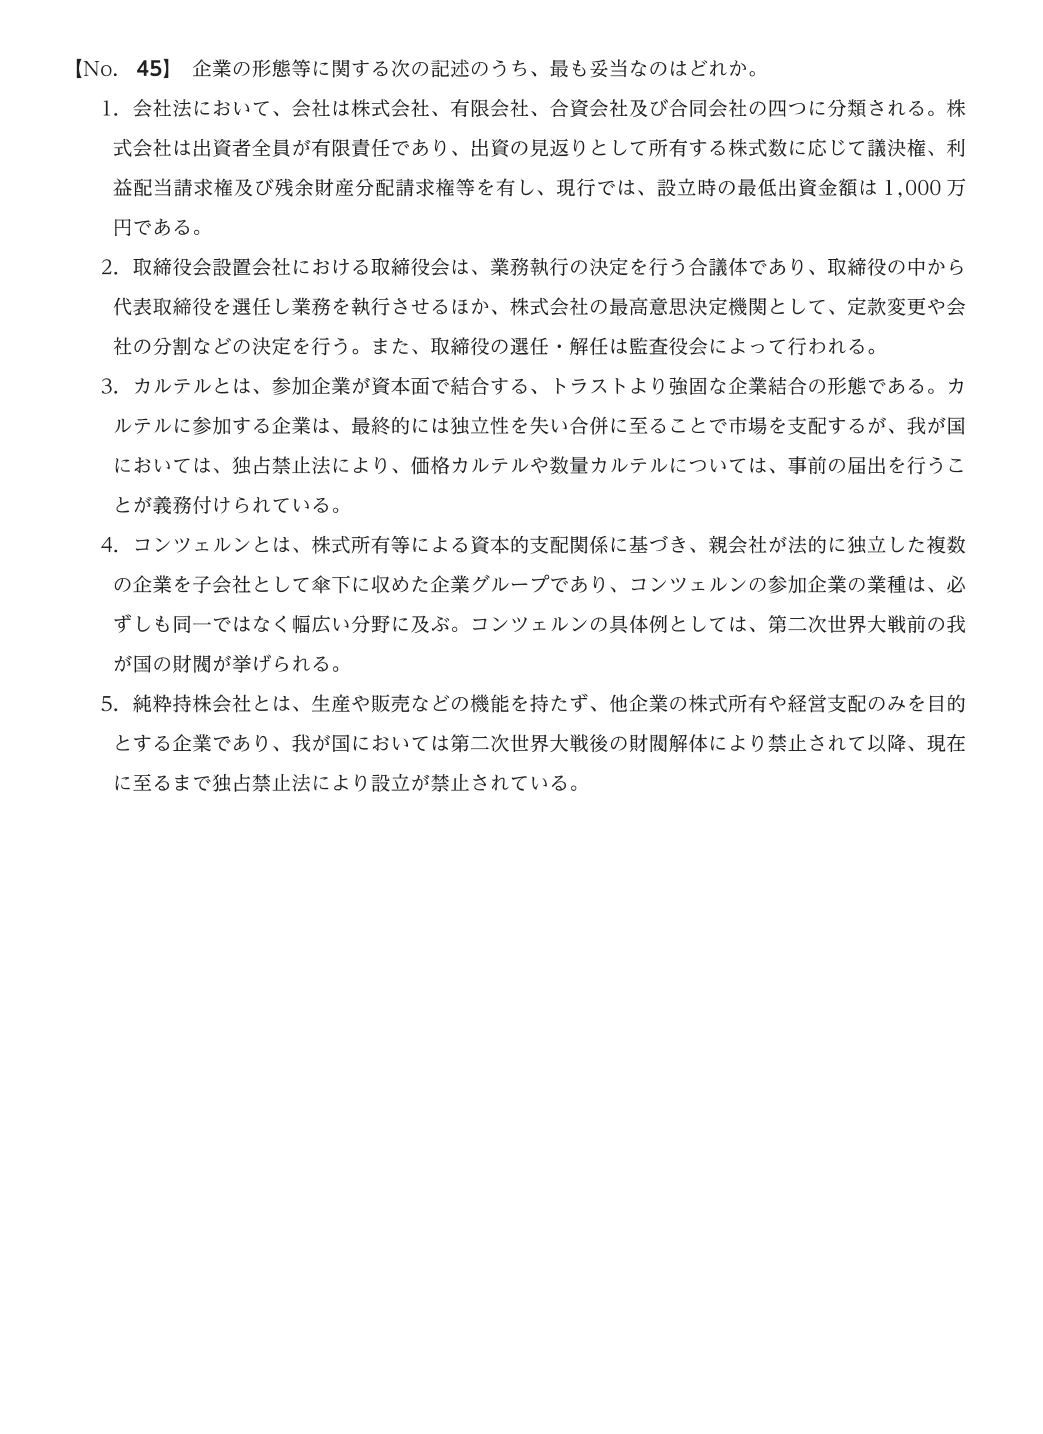 【No. 45】 企業の形態等に関する次の記述のうち、最も妥当なのはどれか。
1. 会社法において、会社は株式会社、有限会社、合資会社及び合同会社の四つに分類される。株
式会社は出資者全員が有限責任であり、出資の見返りとして所有する株式数に応じて議決権、利
益配当請求権及び残余財産分配請求権等を有し、現行では、設立時の最低出資金額は 1,000 万
円である。
2. 取締役会設置会社における取締役会は、業務執行の決定を行う合議体であり、取締役の中から
代表取締役を選任し業務を執行させるほか、株式会社の最高意思決定機関として、定款変更や会
社の分割などの決定を行う。また、取締役の選任・解任は監査役会によって行われる。
3. カルテルとは、参加企業が資本面で結合する、トラストより強固な企業結合の形態である。カ
ルテルに参加する企業は、最終的には独立性を失い合併に至ることで市場を支配するが、我が国
においては、独占禁止法により、価格カルテルや数量カルテルについては、事前の届出を行うこ
とが義務付けられている。
4. コンツェルンとは、株式所有等による資本的支配関係に基づき、親会社が法的に独立した複数
の企業を子会社として傘下に収めた企業グループであり、コンツェルンの参加企業の業種は、必
ずしも同一ではなく幅広い分野に及ぶ。コンツェルンの具体例としては、第二次世界大戦前の我
が国の財閥が挙げられる。
5. 純粋持株会社とは、生産や販売などの機能を持たず、他企業の株式所有や経営支配のみを目的
とする企業であり、我が国においては第二次世界大戦後の財閥解体により禁止されて以降、現在
に至るまで独占禁止法により設立が禁止されている。